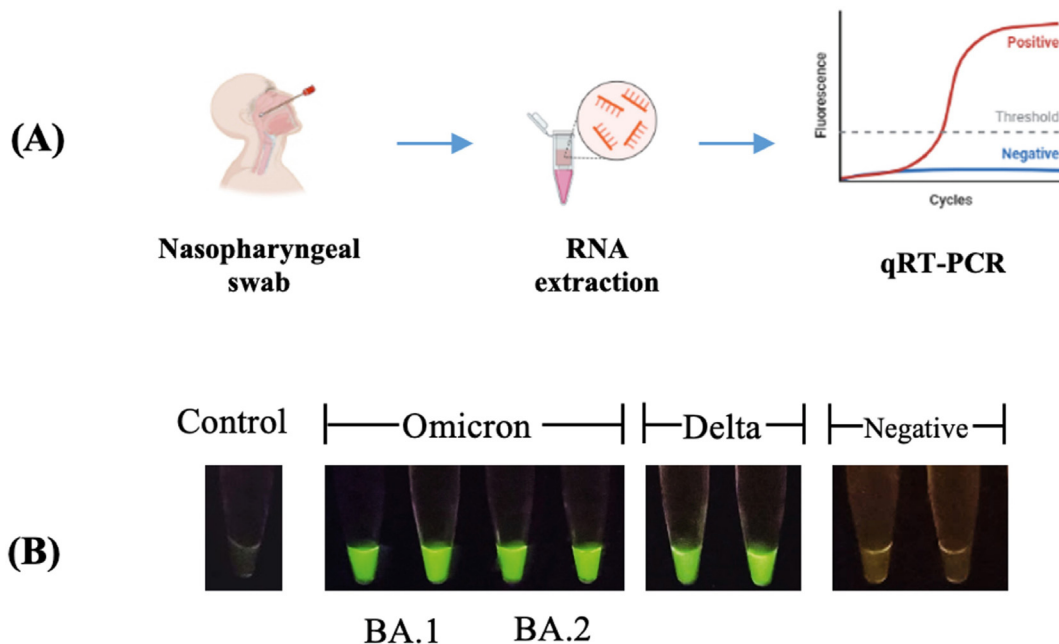 (A)
Nasopharyngeal
swab
RNA
extraction
Fluorescence
Positive
Threshold
Negative
Cycles
qRT-PCR
(B)
Control
Omicron
Delta
Negative
BA.1
BA.2